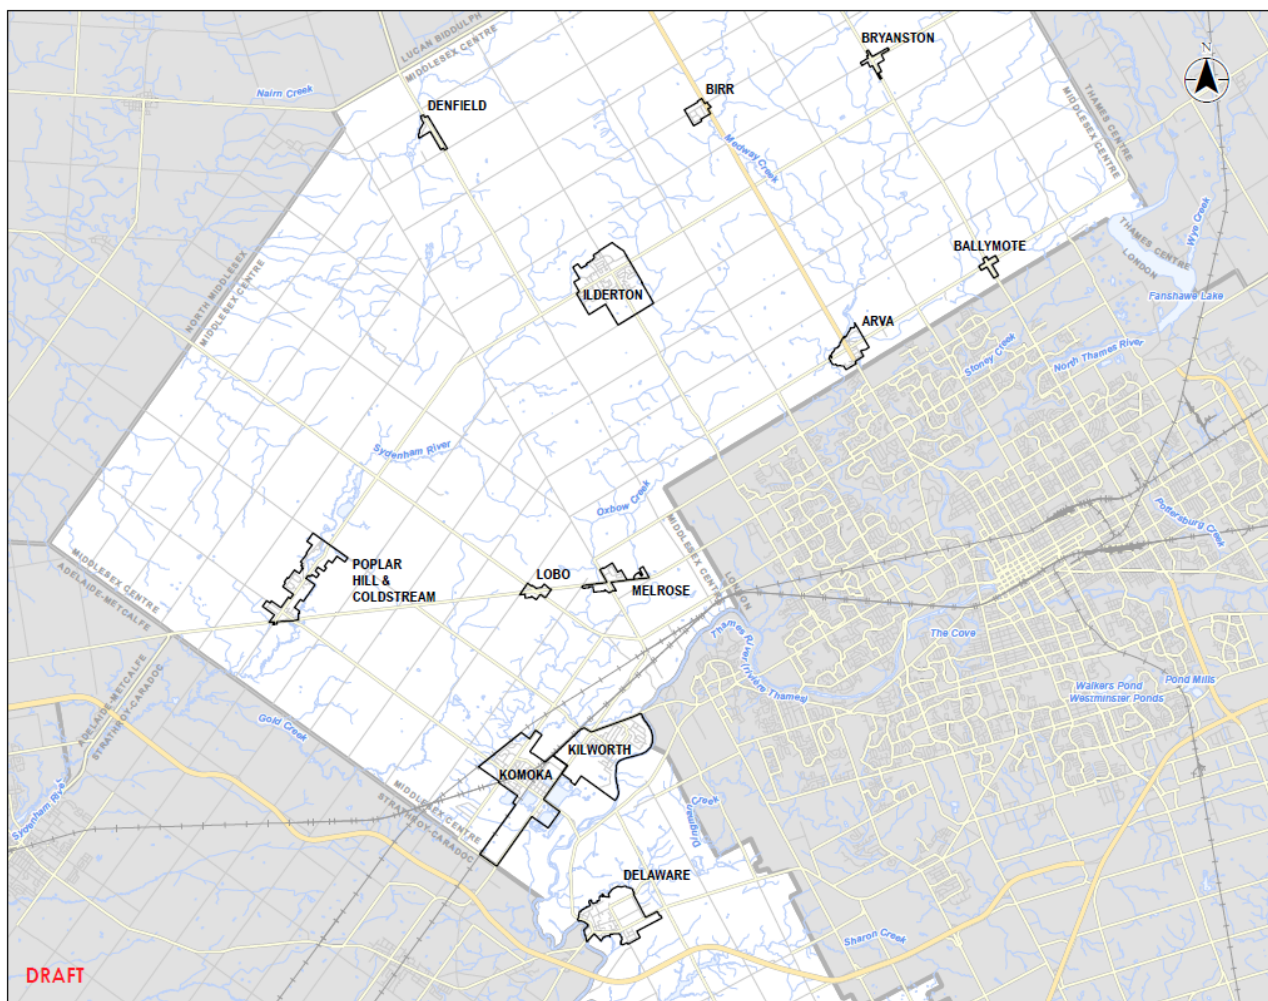 BRYANSTON
LUCAN BIDDULPH
MIDDLESEX CENTRE
N
THAMES CENTRE
MIDDLESEX CENTRE
Nairn Creek
DENFIELD
BIRR
Medway Creek
Wye Creek
THAMES CENTRE
LONDON
BALLYMOTE
NORTH MIDDLESEX
MIDDLESEX CENTRE
ILDERTON
Fanshawe Lake
ARVA
Stoney Creek
North Thames River
Sydenham River
Oxbow Creek
Pottersburg Creek
MIDDLESEX CENTRE
LONDON
MIDDLESEX CENTRE
ADELAIDE-METCALFE
POPLAR
HILL &
COLDSTREAM
LOBO
MELROSE
Thames River (rivière Thames)
The Cove
ADELAIDE-METCALFE
STRATHROY-CARADOC
Walkers Pond
Pond Mills
Westminster Ponds
Gold Creek
KILWORTH
KOMOKA
Sydenham River
MIDDLESEX CENTRE
STRATHROY-CARADOC
Dingman Creek
DELAWARE
Sharon Creek
DRAFT